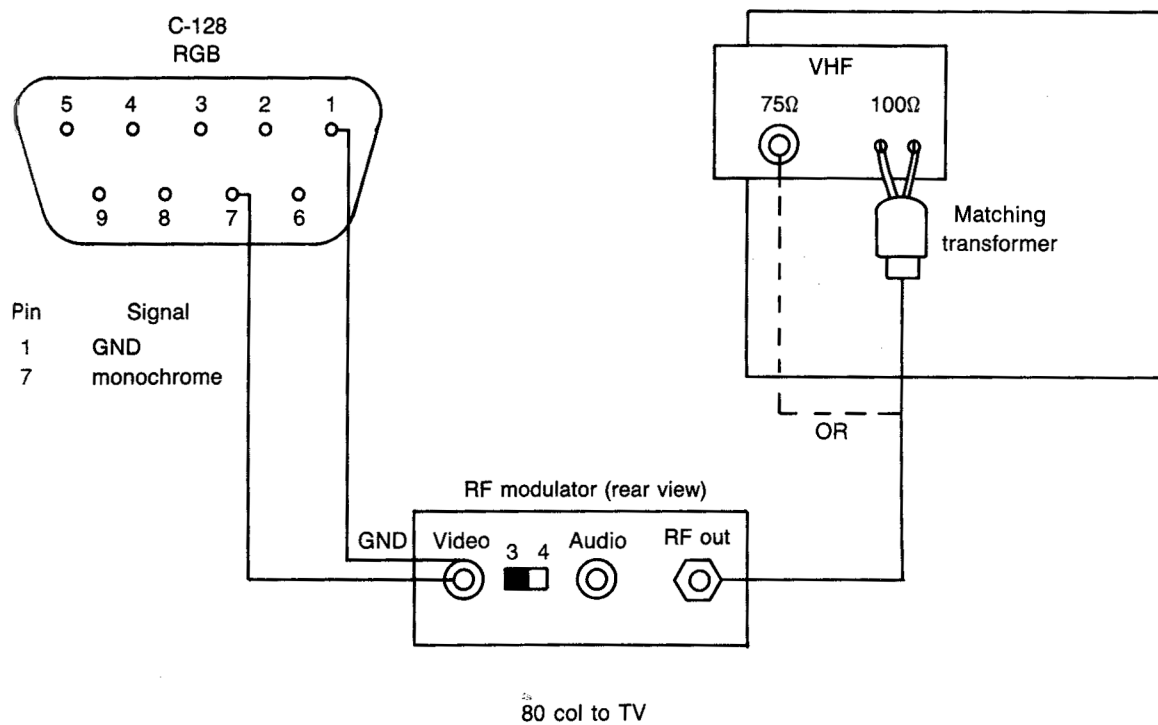 C-128
RGB
5 4 3 2 1
9 8 7 6
Pin Signal
1 GND
7 monochrome
VHF
75Ω 100Ω
Matching
transformer
OR
RF modulator (rear view)
GND Video 3 4 Audio RF out
80 col to TV